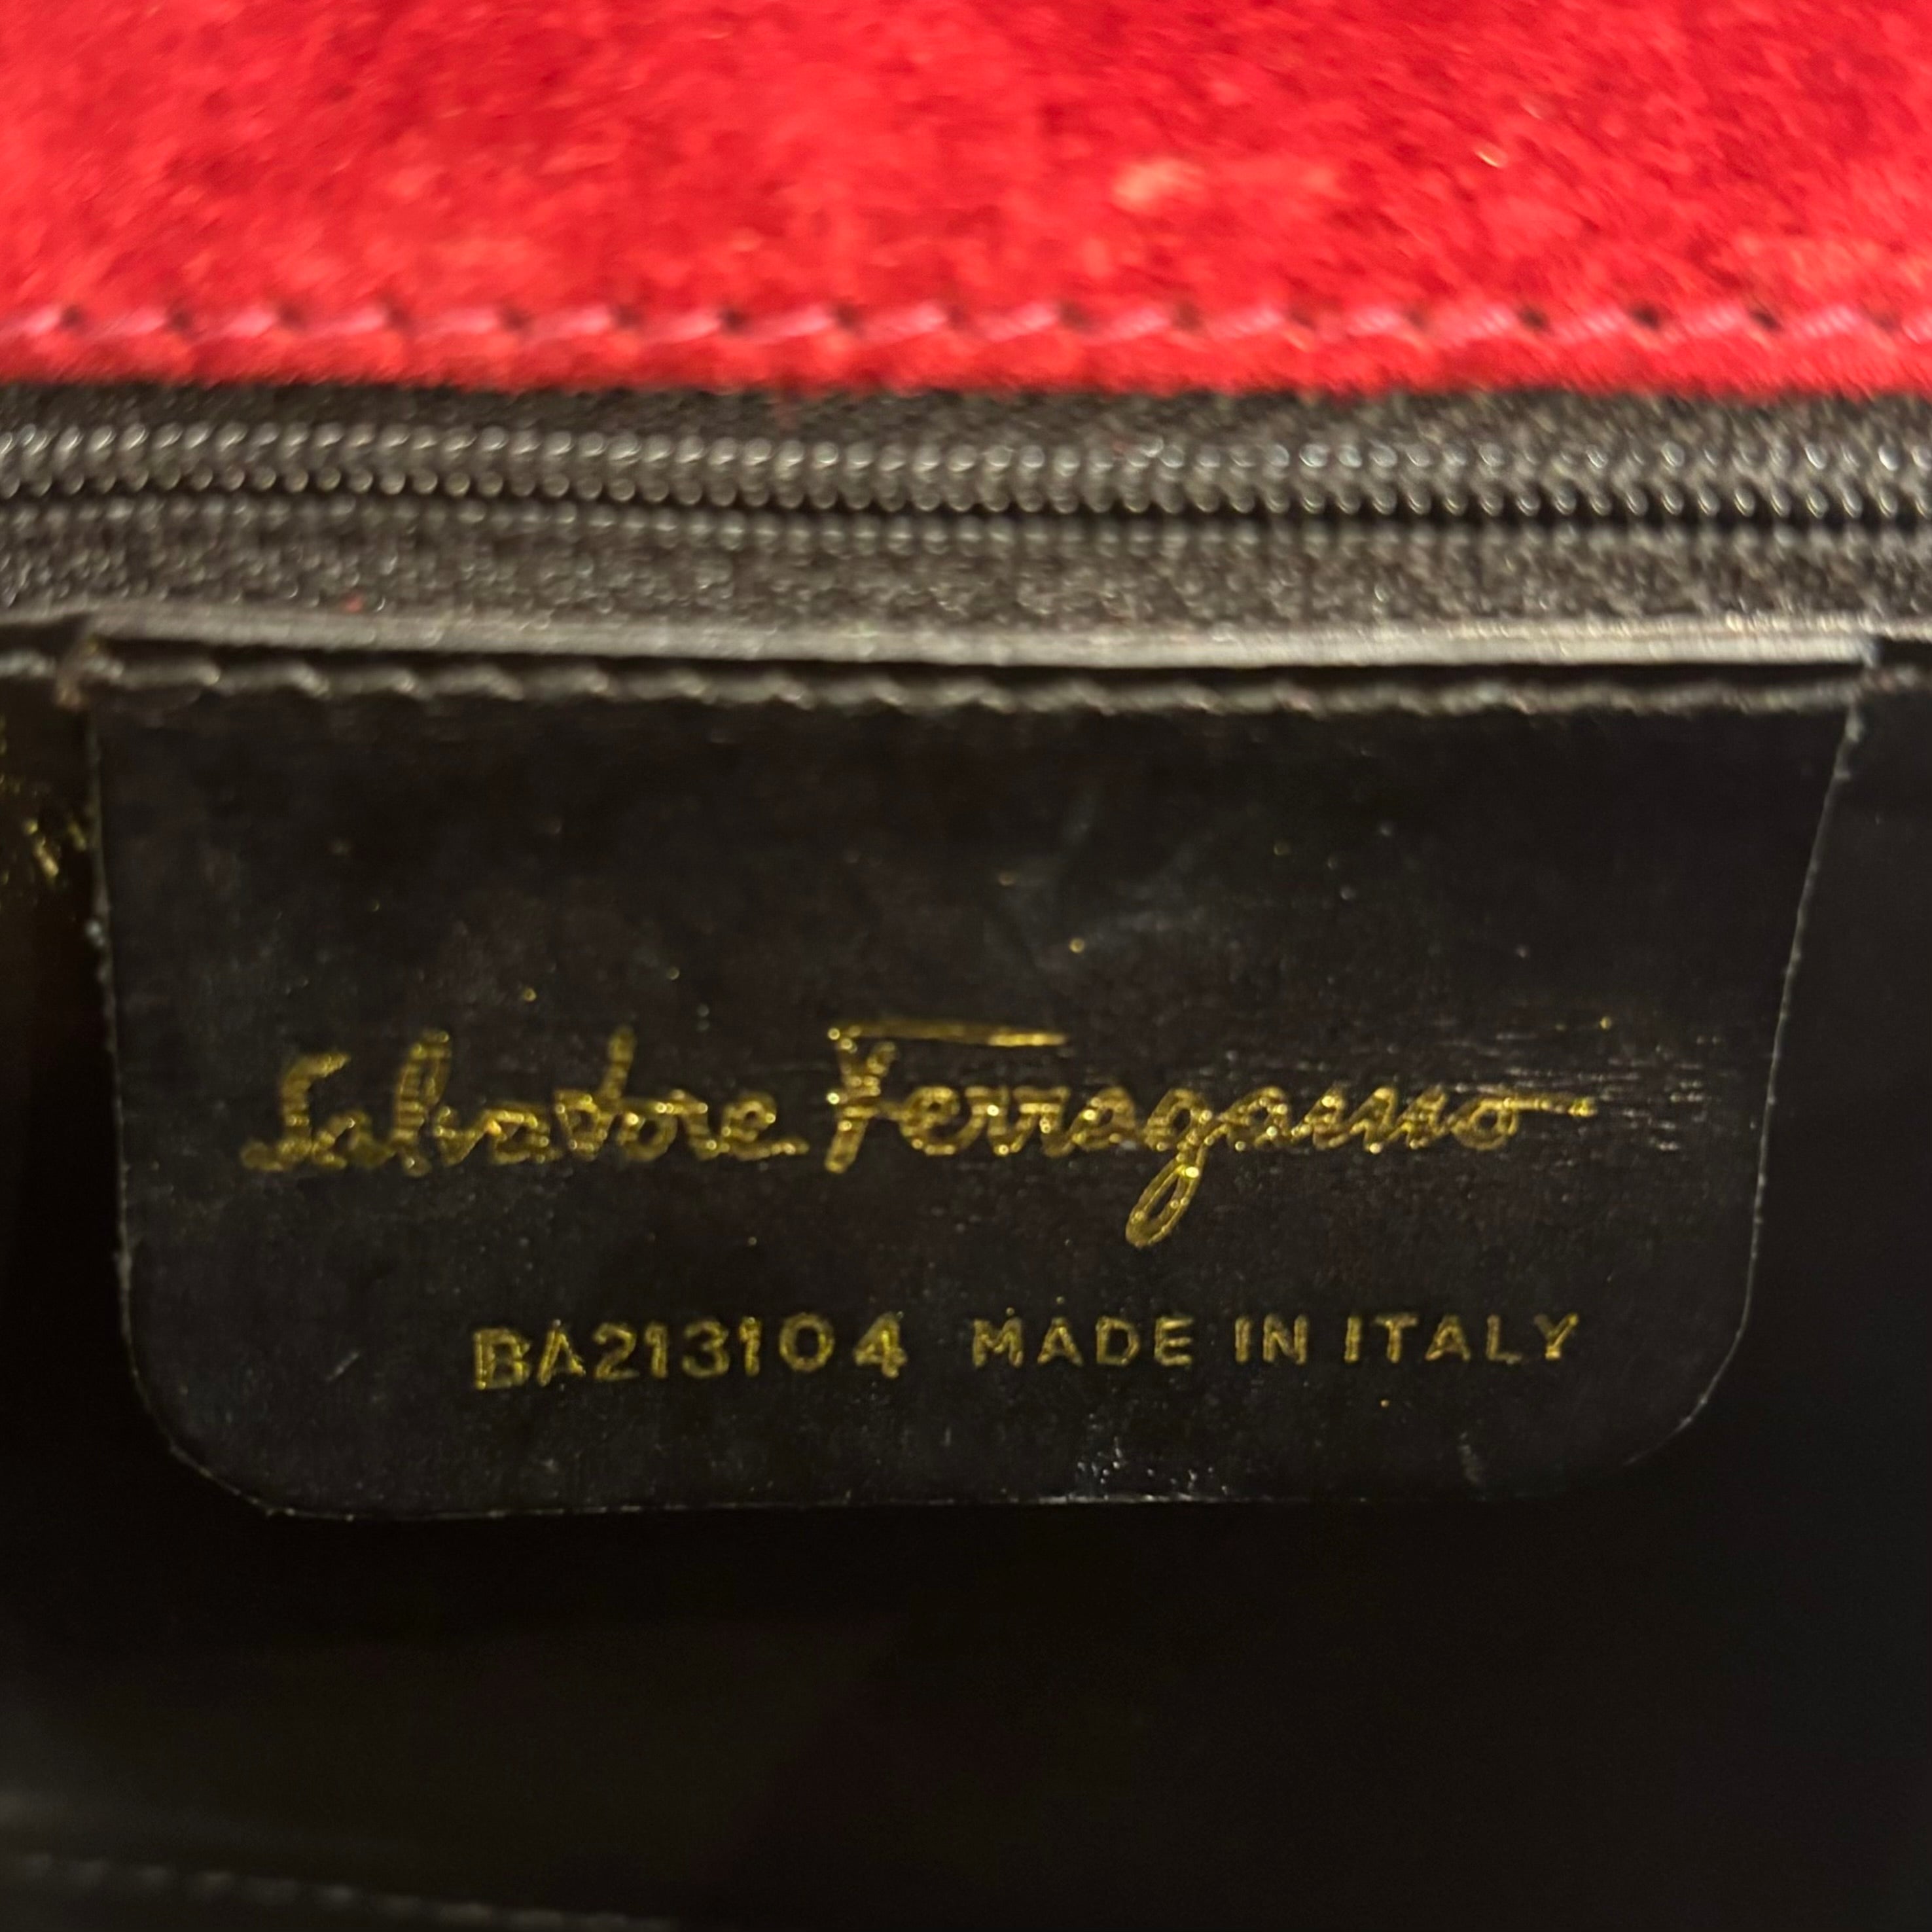 Salvatore Ferragamo
BA213104 MADE IN ITALY